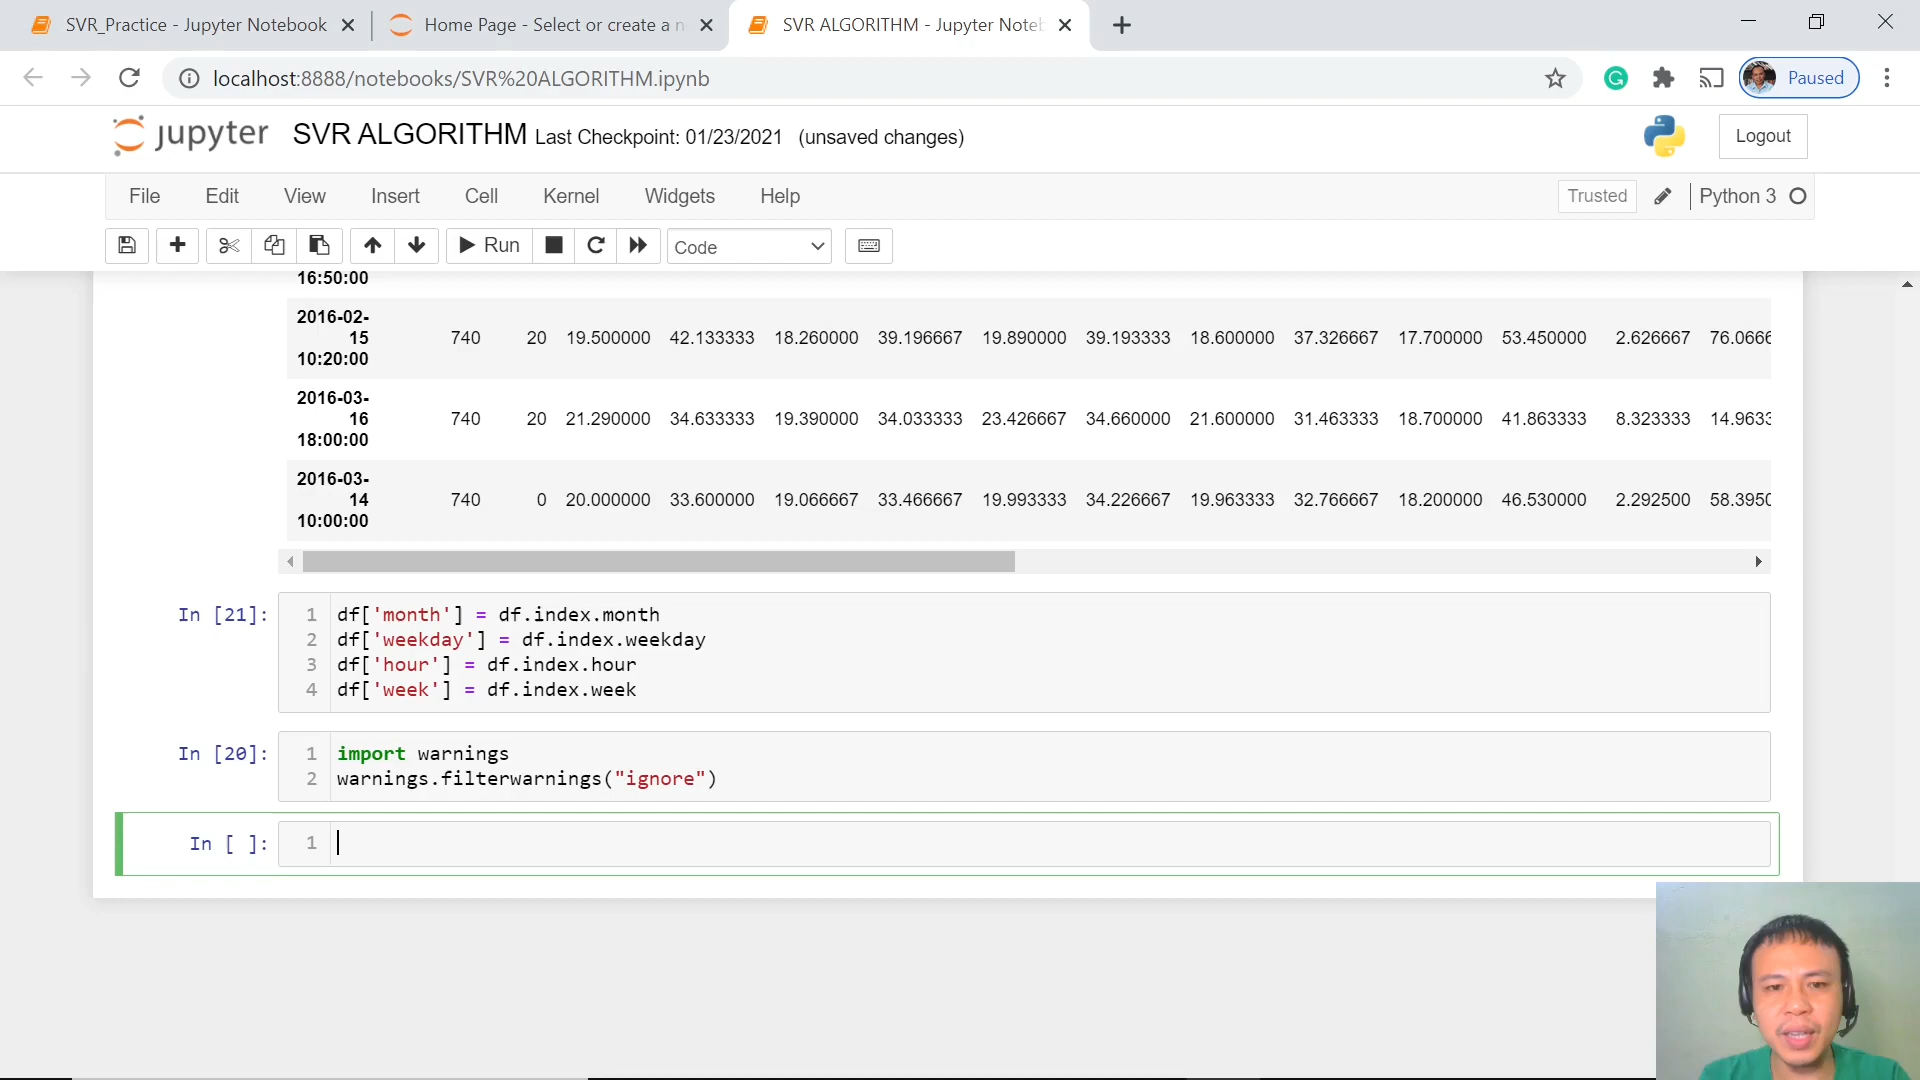 SVR_Practice - Jupyter Notebook
Home Page - Select or create a n
SVR ALGORITHM - Jupyter Noteb
localhost:8888/notebooks/SVR%20ALGORITHM.ipynb
Paused
jupyter SVR ALGORITHM Last Checkpoint: 01/23/2021 (unsaved changes)
Logout
File Edit View Insert Cell Kernel Widgets Help Trusted Python 3
Run Code
16:50:00
2016-02-
15 740 20 19.500000 42.133333 18.260000 39.196667 19.890000 39.193333 18.600000 37.326667 17.700000 53.450000 2.626667 76.0666
10:20:00
2016-03-
16 740 20 21.290000 34.633333 19.390000 34.033333 23.426667 34.660000 21.600000 31.463333 18.700000 41.863333 8.323333 14.9633
18:00:00
2016-03-
14 740 0 20.000000 33.600000 19.066667 33.466667 19.993333 34.226667 19.963333 32.766667 18.200000 46.530000 2.292500 58.3950
10:00:00
In [21]: 1 df['month'] = df.index.month
2 df['weekday'] = df.index.weekday
3 df['hour'] = df.index.hour
4 df['week'] = df.index.week
In [20]: 1 import warnings
2 warnings.filterwarnings("ignore")
In [ ]: 1